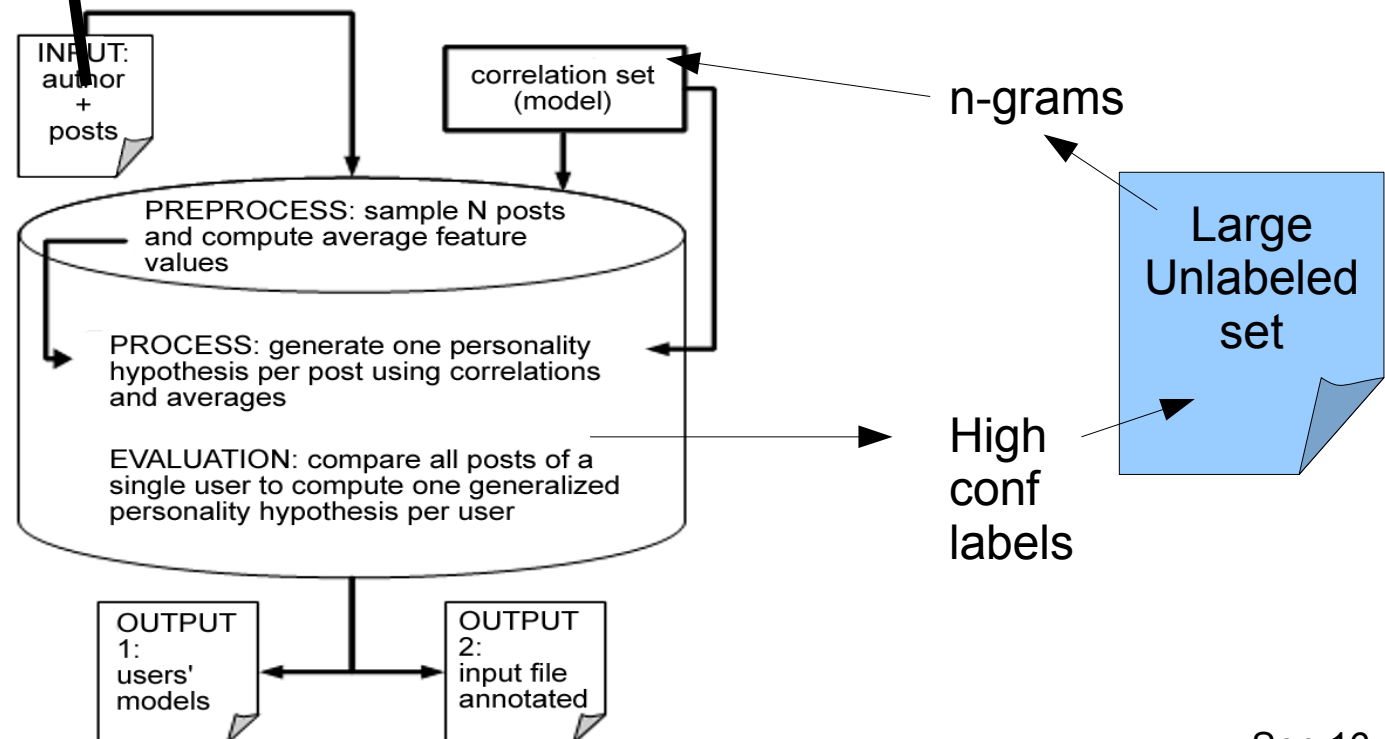 INPUT:
author
+
posts
correlation set
(model)
n-grams
PREPROCESS: sample N posts
and compute average feature
values
Large
Unlabeled
set
PROCESS: generate one personality
hypothesis per post using correlations
and averages
High
conf
labels
EVALUATION: compare all posts of a
single user to compute one generalized
personality hypothesis per user
OUTPUT
1:
users'
models
OUTPUT
2:
input file
annotated